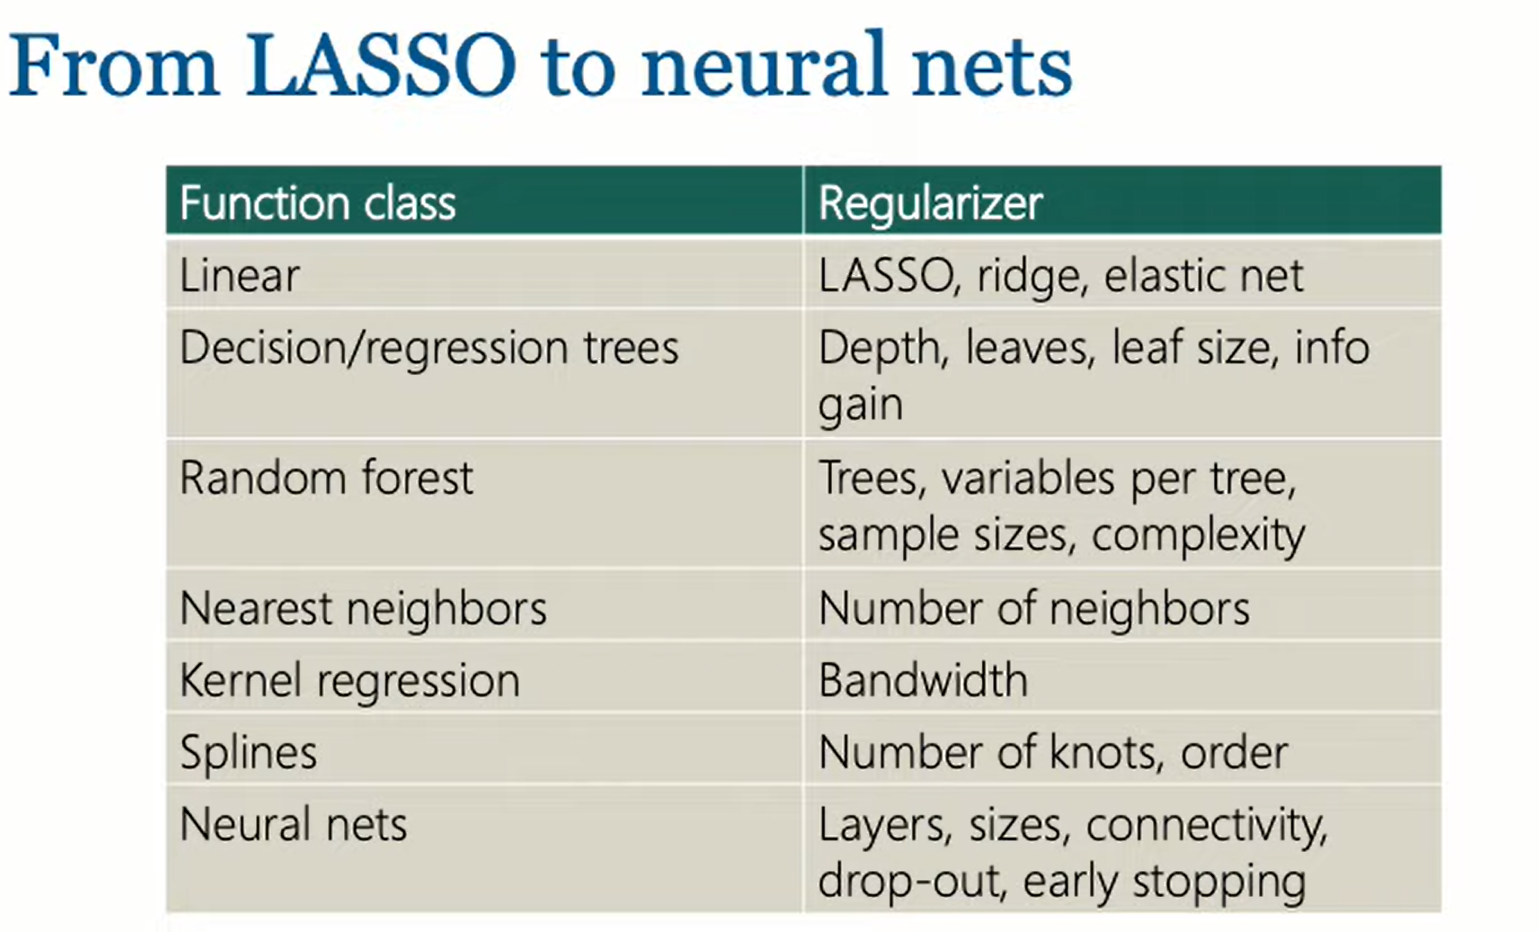 From LASSO to neural nets
Function class
Regularizer
Linear
LASSO, ridge, elastic net
Decision/regression trees
Depth, leaves, leaf size, info
gain
Random forest
Trees, variables per tree,
sample sizes, complexity
Nearest neighbors
Number of neighbors
Kernel regression
Bandwidth
Splines
Number of knots, order
Neural nets
Layers, sizes, connectivity,
drop-out, early stopping